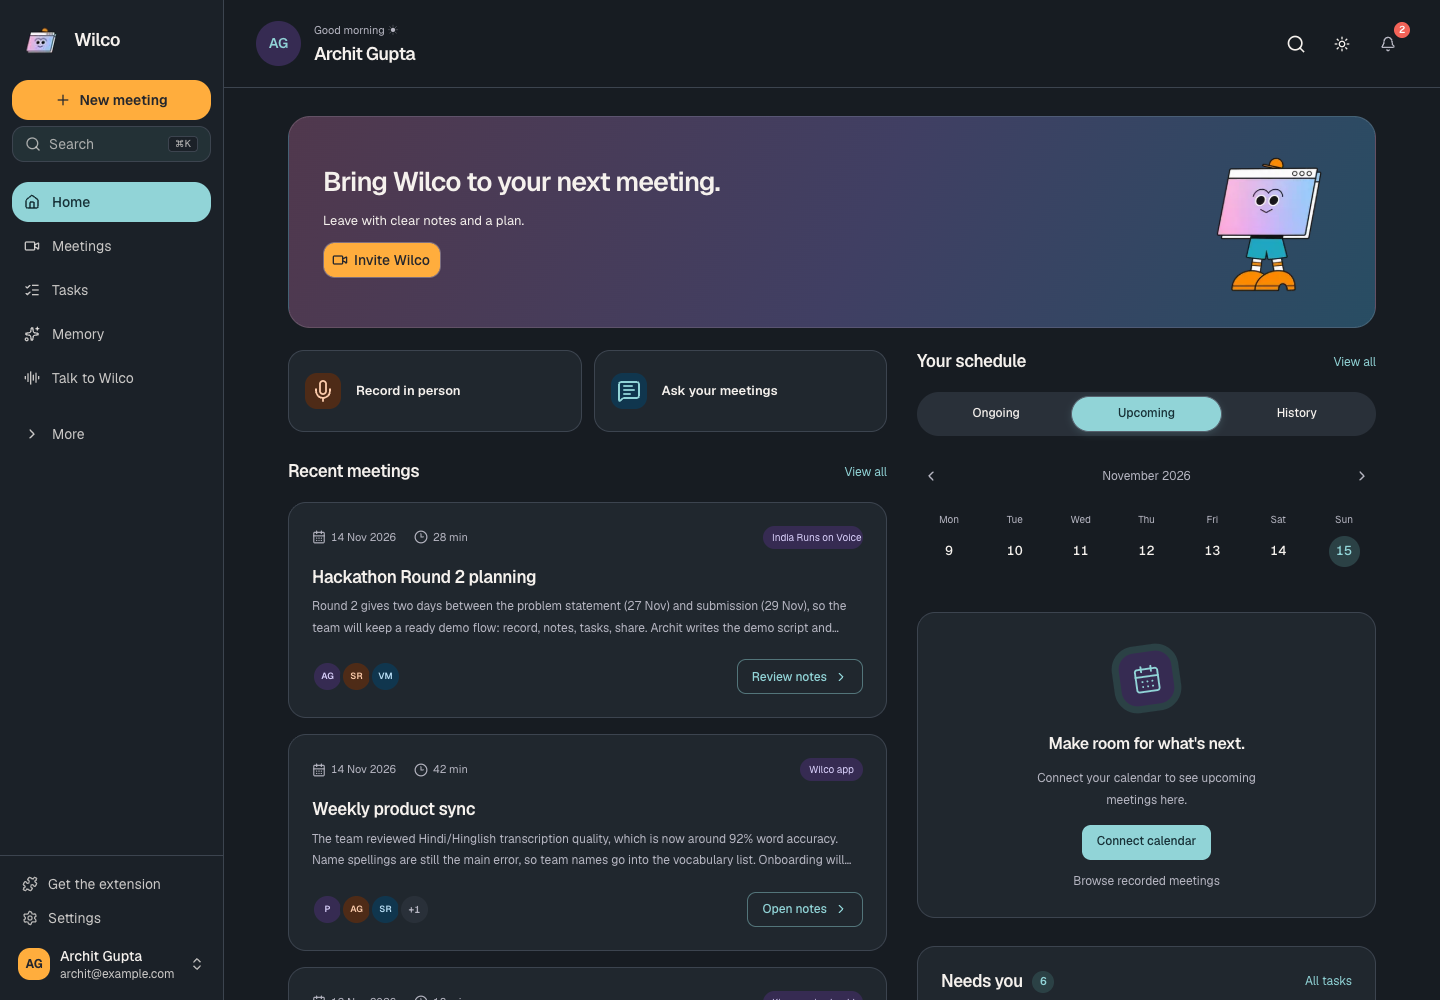 Wilco
New meeting
Search
⌘K
Home
Meetings
Tasks
Memory
Talk to Wilco
More
Get the extension
Settings
AG
Archit Gupta
archit@example.com
AG
Good morning
Archit Gupta
2
Bring Wilco to your next meeting.
Leave with clear notes and a plan.
Invite Wilco
Record in person
Ask your meetings
Recent meetings
View all
14 Nov 2026
28 min
India Runs on Voice
Hackathon Round 2 planning
Round 2 gives two days between the problem statement (27 Nov) and submission (29 Nov), so the
team will keep a ready demo flow: record, notes, tasks, share. Archit writes the demo script and...
AG SR VM
Review notes
14 Nov 2026
42 min
Wilco app
Weekly product sync
The team reviewed Hindi/Hinglish transcription quality, which is now around 92% word accuracy.
Name spellings are still the main error, so team names go into the vocabulary list. Onboarding will...
P AG SR +1
Open notes
Your schedule
View all
Ongoing
Upcoming
History
November 2026
Mon Tue Wed Thu Fri Sat Sun
9 10 11 12 13 14 15
Make room for what's next.
Connect your calendar to see upcoming
meetings here.
Connect calendar
Browse recorded meetings
Needs you 6
All tasks